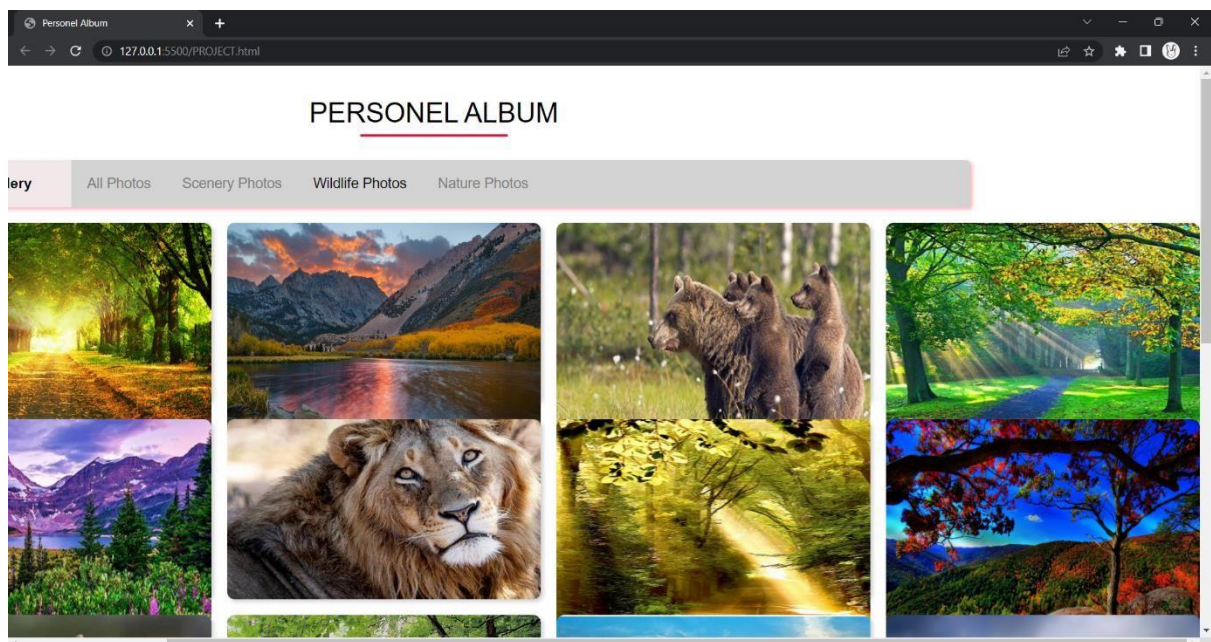 Personel Album
127.0.0.1:5500/PROJECT.html
PERSONEL ALBUM
lery All Photos Scenery Photos Wildlife Photos Nature Photos